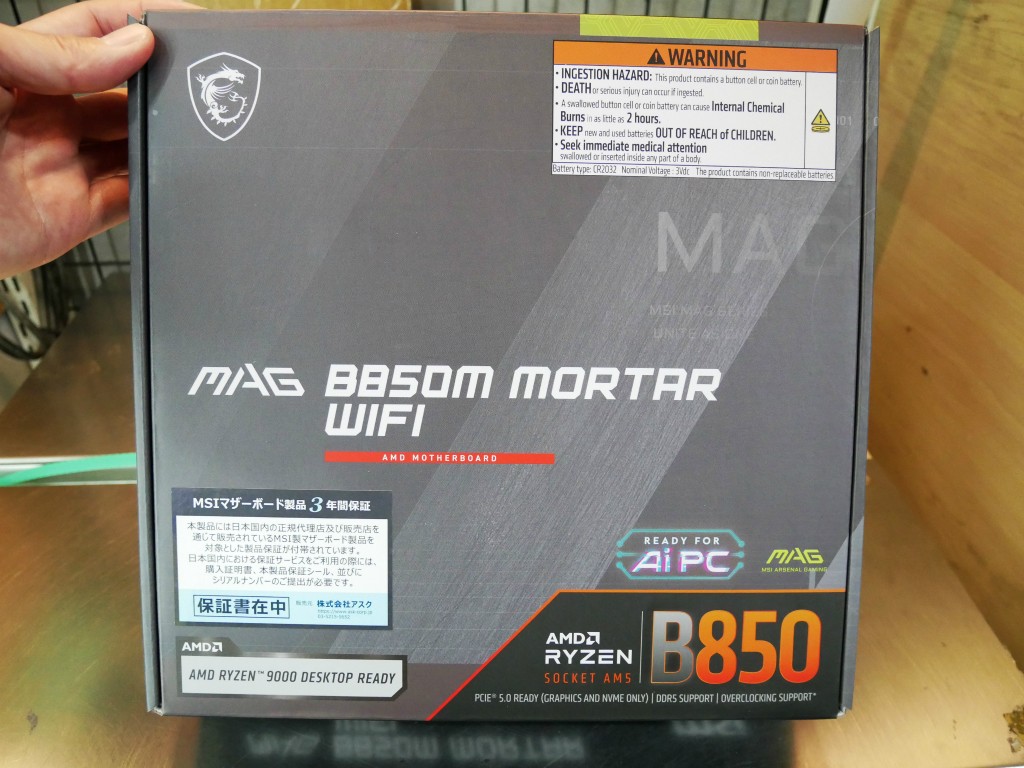 WARNING
• INGESTION HAZARD: This product contains a button cell or coin battery.
• DEATH or serious injury can occur if ingested.
• A swallowed button cell or coin battery can cause Internal Chemical
Burns in as little as 2 hours.
• KEEP new and used batteries OUT OF REACH of CHILDREN.
• Seek immediate medical attention
swallowed or inserted inside any part of a body.
Battery type: CR2032 Nominal Voltage : 3Vdc The product contains non-replaceable batteries
MAG
MSI MAG SERIES
MAG B850M MORTAR
WIFI
AMD MOTHERBOARD
MSIマザーボード製品 3年間保証
本製品には日本国内の正規代理店及び販売店を
通じて販売されているMSI製マザーボード製品を
対象とした製品保証が付帯されています。
日本国内における保証サービスをご利用の際には、
購入証明書、本製品保証シール、並びに
シリアルナンバーのご提出が必要です。
保証書在中
販売元 株式会社アスク
READY FOR
Ai PC
MAG
MSI ARSENAL GAMING
AMD
AMD RYZEN™ 9000 DESKTOP READY
AMD
RYZEN
SOCKET AM5
B850
PCIE® 5.0 READY (GRAPHICS AND NVME ONLY) | DDR5 SUPPORT | OVERCLOCKING SUPPORT*